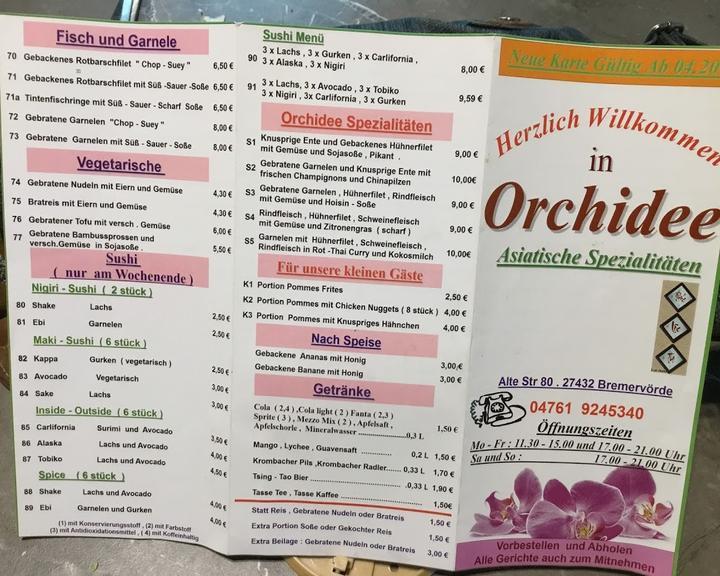 Fisch und Garnele
70 Gebackenes Rotbarschfilet " Chop - Suey " 6,50 €
71 Gebackenes Rotbarschfilet mit Süß - Sauer -Soße 6,50 €
71a Tintenfischringe mit Süß - Sauer - Scharf Soße 6,50 €
72 Gebratene Garnelen "Chop - Suey" 8,00 €
73 Gebratene Garnelen mit Süß - Sauer - Soße 8,00 €
Vegetarische
74 Gebratene Nudeln mit Eiern und Gemüse 4,30 €
75 Bratreis mit Eiern und Gemüse 4,30 €
76 Gebratener Tofu mit versch . Gemüse 6,00 €
77 Gebratene Bambussprossen und
versch.Gemüse in Sojasoße . 5,50 €
Sushi
( nur am Wochenende )
Nigiri - Sushi ( 2 stück )
80 Shake Lachs 2,50 €
81 Ebi Garnelen 2,50 €
Maki - Sushi ( 6 stück )
82 Kappa Gurken ( vegetarisch ) 2,50 €
83 Avocado Vegetarisch 3,00 €
84 Sake Lachs 3,00 €
Inside - Outside ( 6 stück )
85 Carlifornia Surimi und Avocado 3,50 €
86 Alaska Lachs und Avocado 4,00 €
87 Tobiko Lachs und Avocado 4,50 €
Spice ( 6 stück )
88 Shake Lachs und Avocado 4,00 €
89 Ebi Garnelen und Gurken 4,00 €
(1) mit Konservierungsstoff , (2) mit Farbstoff
(3) mit Antidioxidationsmittel , ( 4) mit Koffeinhaltig
Sushi Menü
90 3 x Lachs , 3 x Gurken , 3 x Carlifornia ,
3 x Alaska , 3 x Nigiri 8,00 €
91 3 x Lachs, 3 x Avocado , 3 x Tobiko
3 x Nigiri , 3x Carlifornia , 3 x Gurken 9,59 €
Orchidee Spezialitäten
S1 Knusprige Ente und Gebackenes Hühnerfilet
mit Gemüse und Sojasoße , Pikant . 9,00 €
S2 Gebratene Garnelen und Knusprige Ente mit
frischen Champignons und Chinapilzen 10,00€
S3 Gebratene Garnelen , Hühnerfilet , Rindfleisch
mit Gemüse und Hoisin - Soße 9,00 €
S4 Rindfleisch , Hühnerfilet , Schweinefleisch
mit Gemüse und Zitronengras ( scharf ) 9,00 €
S5 Garnelen mit Hühnerfilet , Schweinefleisch ,
Rindfleisch in Rot -Thai Curry und Kokosmilch 10,00€
Für unsere kleinen Gäste
K1 Portion Pommes Frites 2,50 €
K2 Portion Pommes mit Chicken Nuggets ( 8 stück ) 4,00 €
K3 Portion Pommes mit Knuspriges Hähnchen 4,00 €
Nach Speise
Gebackene Ananas mit Honig 3,00,€
Gebackene Banane mit Honig 3,00 €
Getränke
Cola ( 2,4 ) ,Cola light ( 2 ) Fanta ( 2,3 )
Sprite ( 3 ) , Mezzo Mix ( 2 ) , Apfelsaft ,
Apfelschorle , Mineralwasser ....................0,3 L 1,50 €
Mango , Lychee , Guavensaft ............ 0,2 L 1,50 €
Krombacher Pils ,Krombacher Radler....... 0,33 L 1,70 €
Tsing - Tao Bier ........................0,33 L 1,90 €
Tasse Tee , Tasse Kaffee ........................... 1,50€
Statt Reis , Gebratene Nudeln oder Bratreis 1,50 €
Extra Portion Soße oder Gekochter Reis 1,50 €
Extra Beilage : Gebratene Nudeln oder Bratreis 3,00 €
Neue Karte Gültig Ab 04.20
Herzlich Willkommen
in
Orchidee
Asiatische Spezialitäten
Alte Str 80 . 27432 Bremervörde
04761 9245340
Öffnungszeiten
Mo - Fr : 11.30 - 15.00 und 17.00 - 21.00 Uhr
Sa und So : 17.00 - 21.00 Uhr
Vorbestellen und Abholen
Alle Gerichte auch zum Mitnehmen